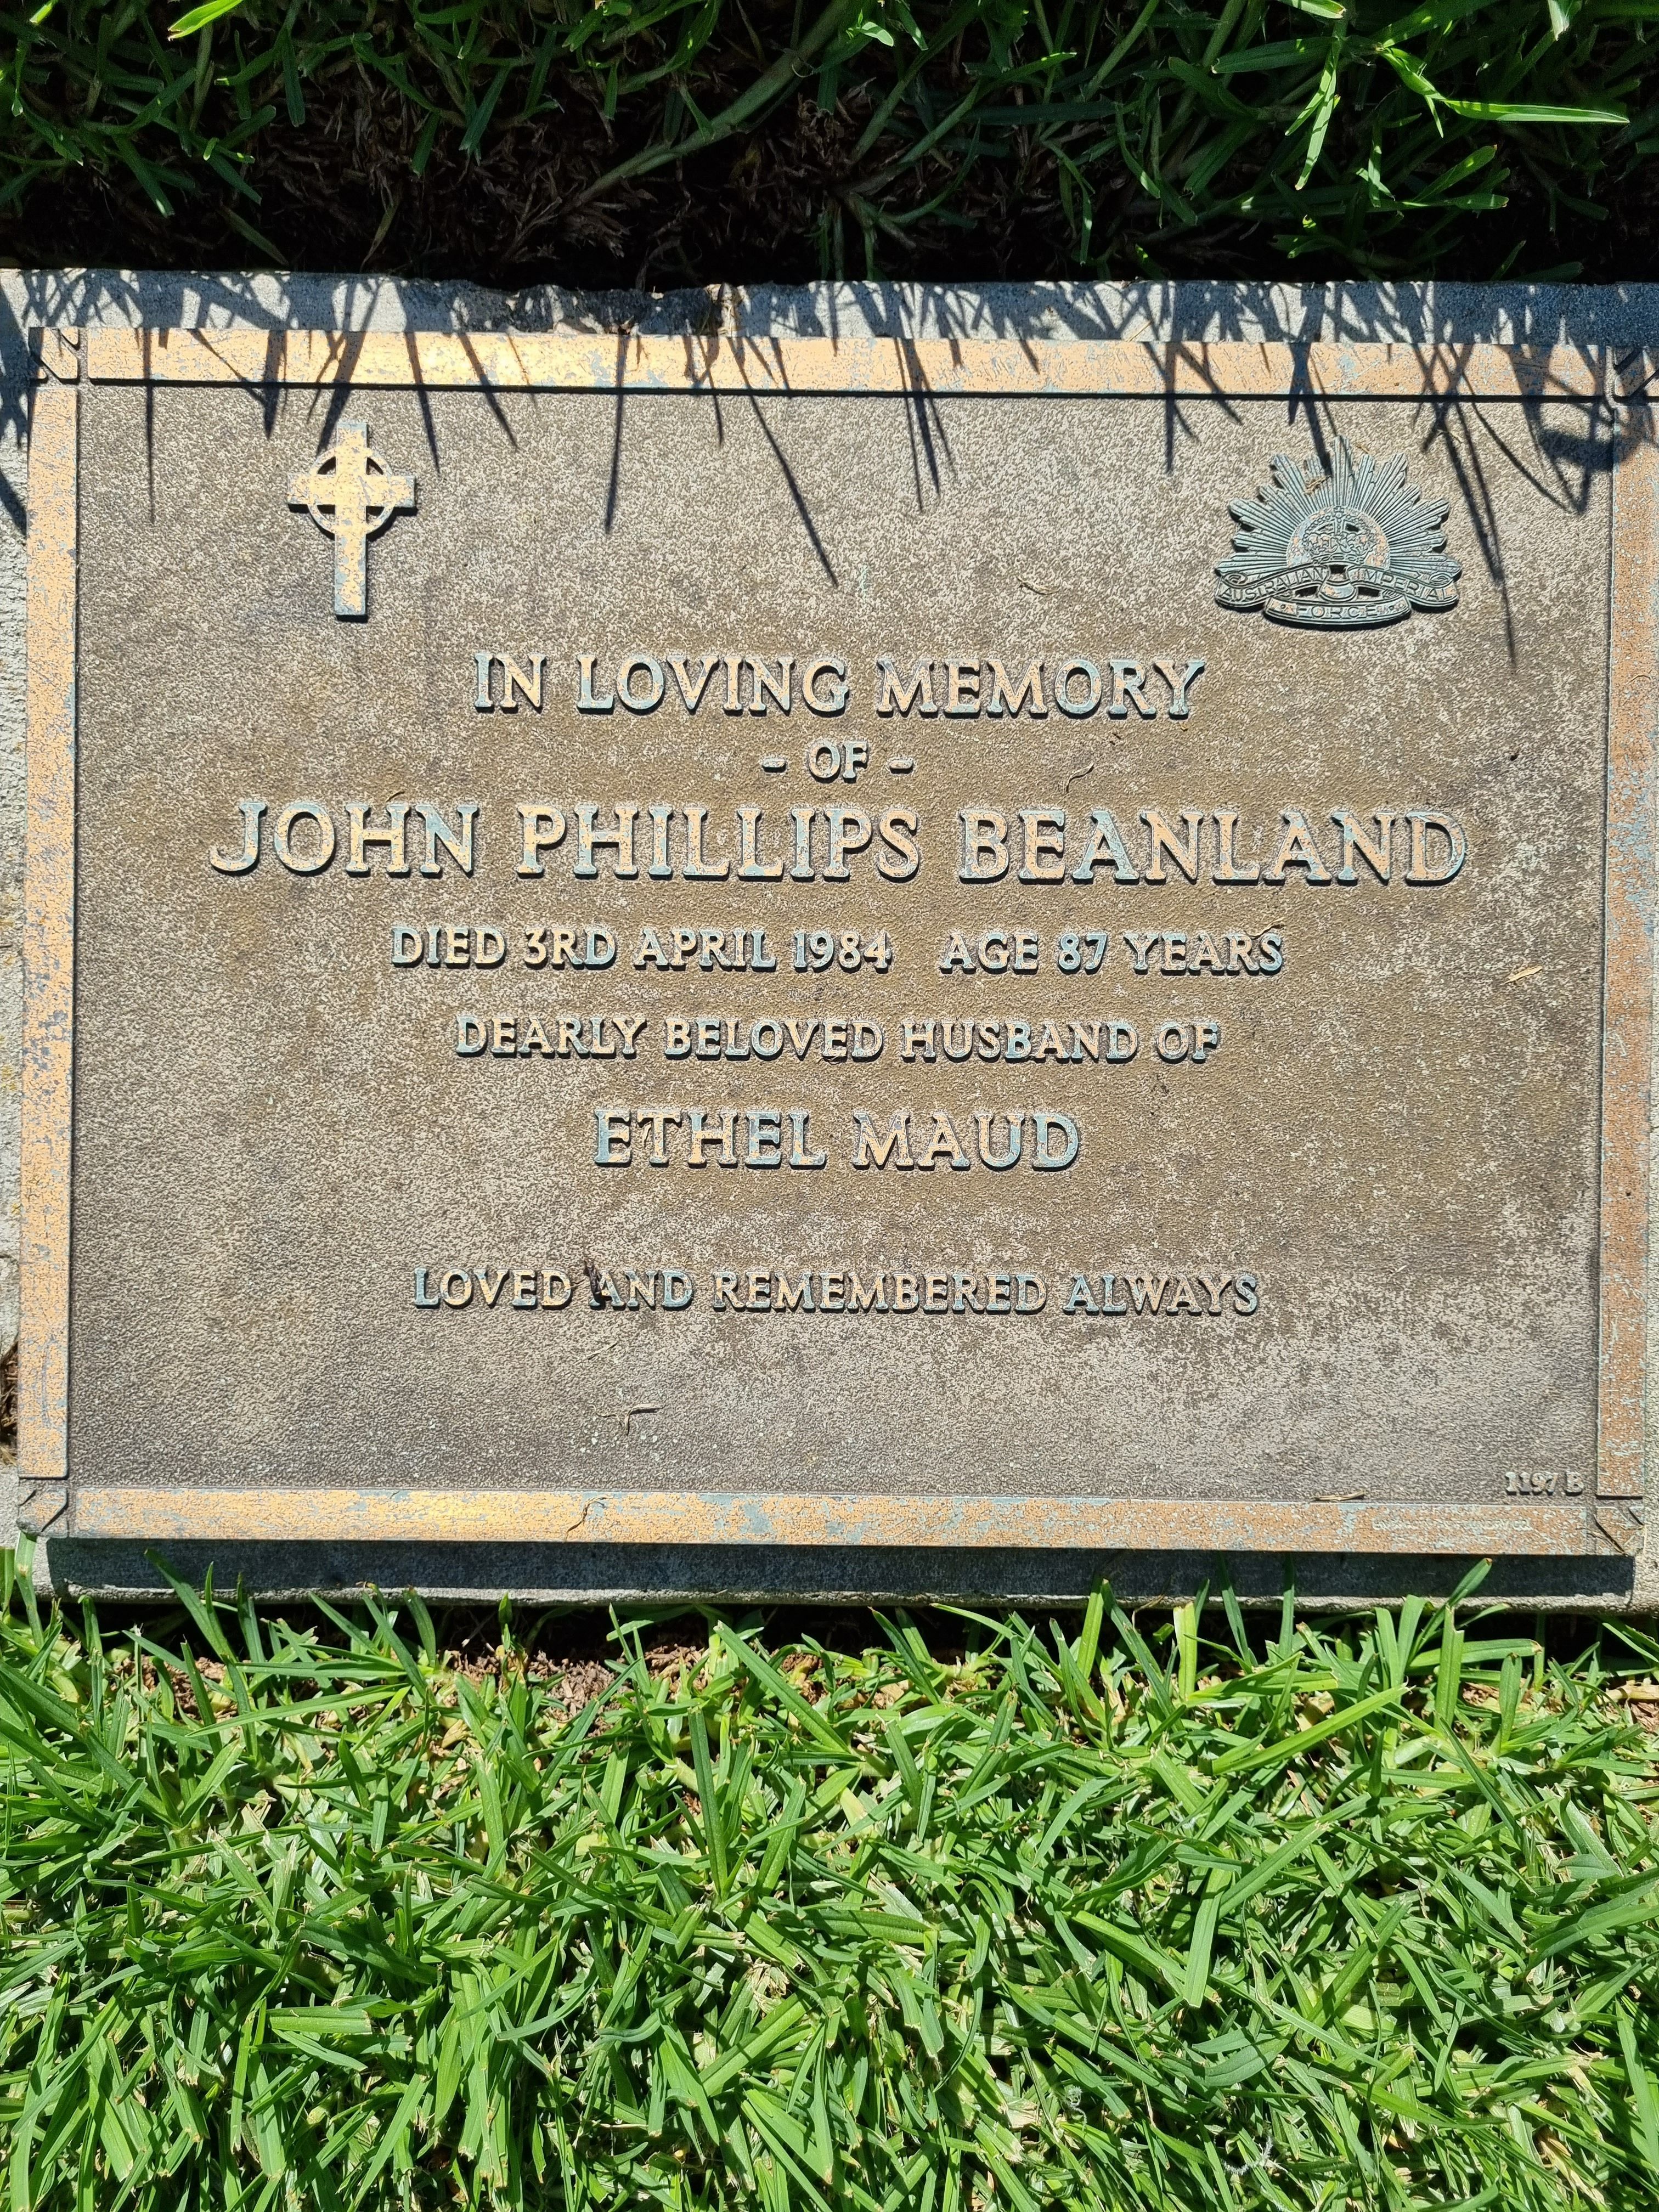 AUSTRALIAN IMPERIAL
FORCE
IN LOVING MEMORY
- OF -
JOHN PHILLIPS BEANLAND
DIED 3RD APRIL 1984 AGE 87 YEARS
DEARLY BELOVED HUSBAND OF
ETHEL MAUD
LOVED AND REMEMBERED ALWAYS
1197 B